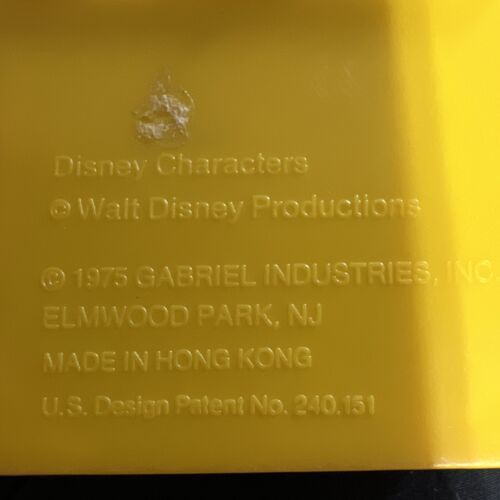 Disney Characters
© Walt Disney Productions
© 1975 GABRIEL INDUSTRIES, INC
ELMWOOD PARK, NJ
MADE IN HONG KONG
U.S. Design Patent No. 240,151